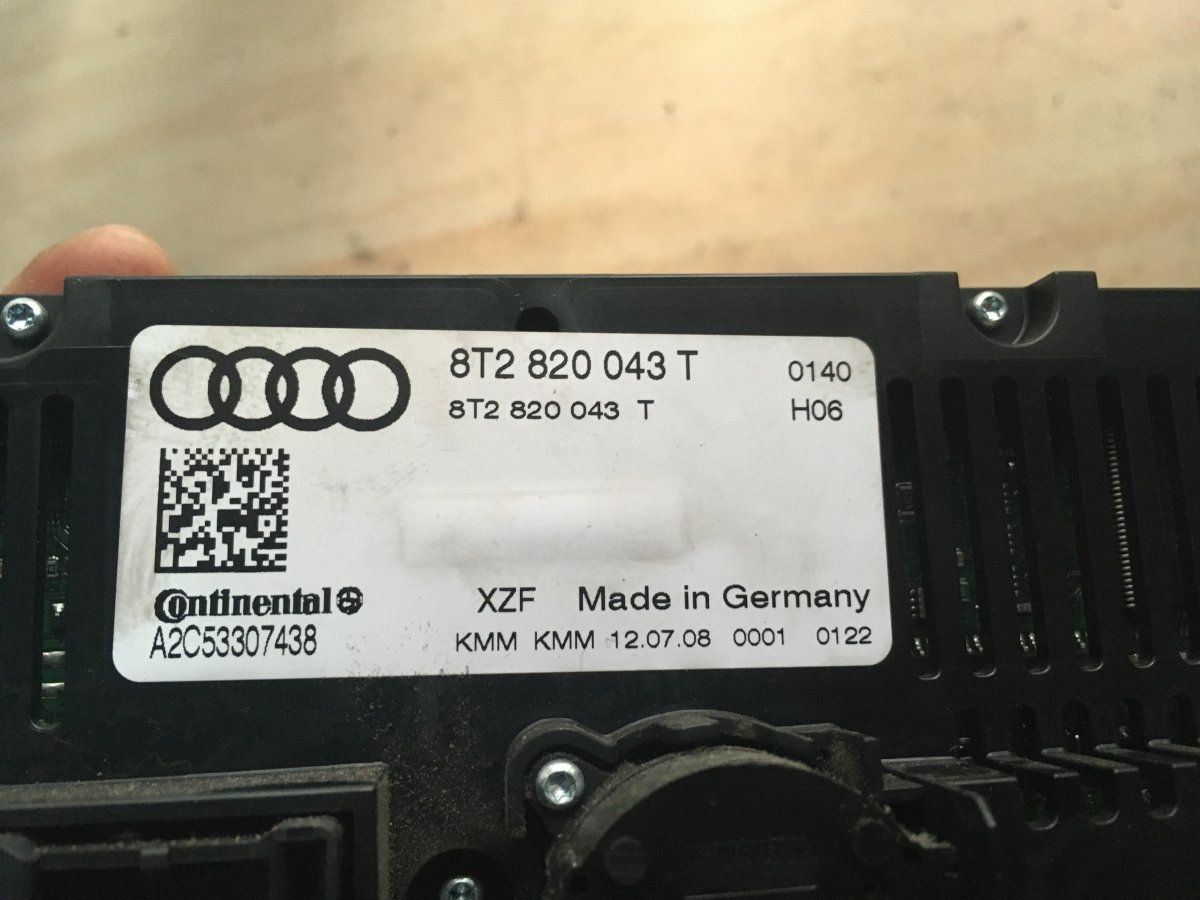 8T2 820 043 T 0140
8T2 820 043 T H06
Continental
XZF Made in Germany
A2C53307438
KMM KMM 12.07.08 0001 0122